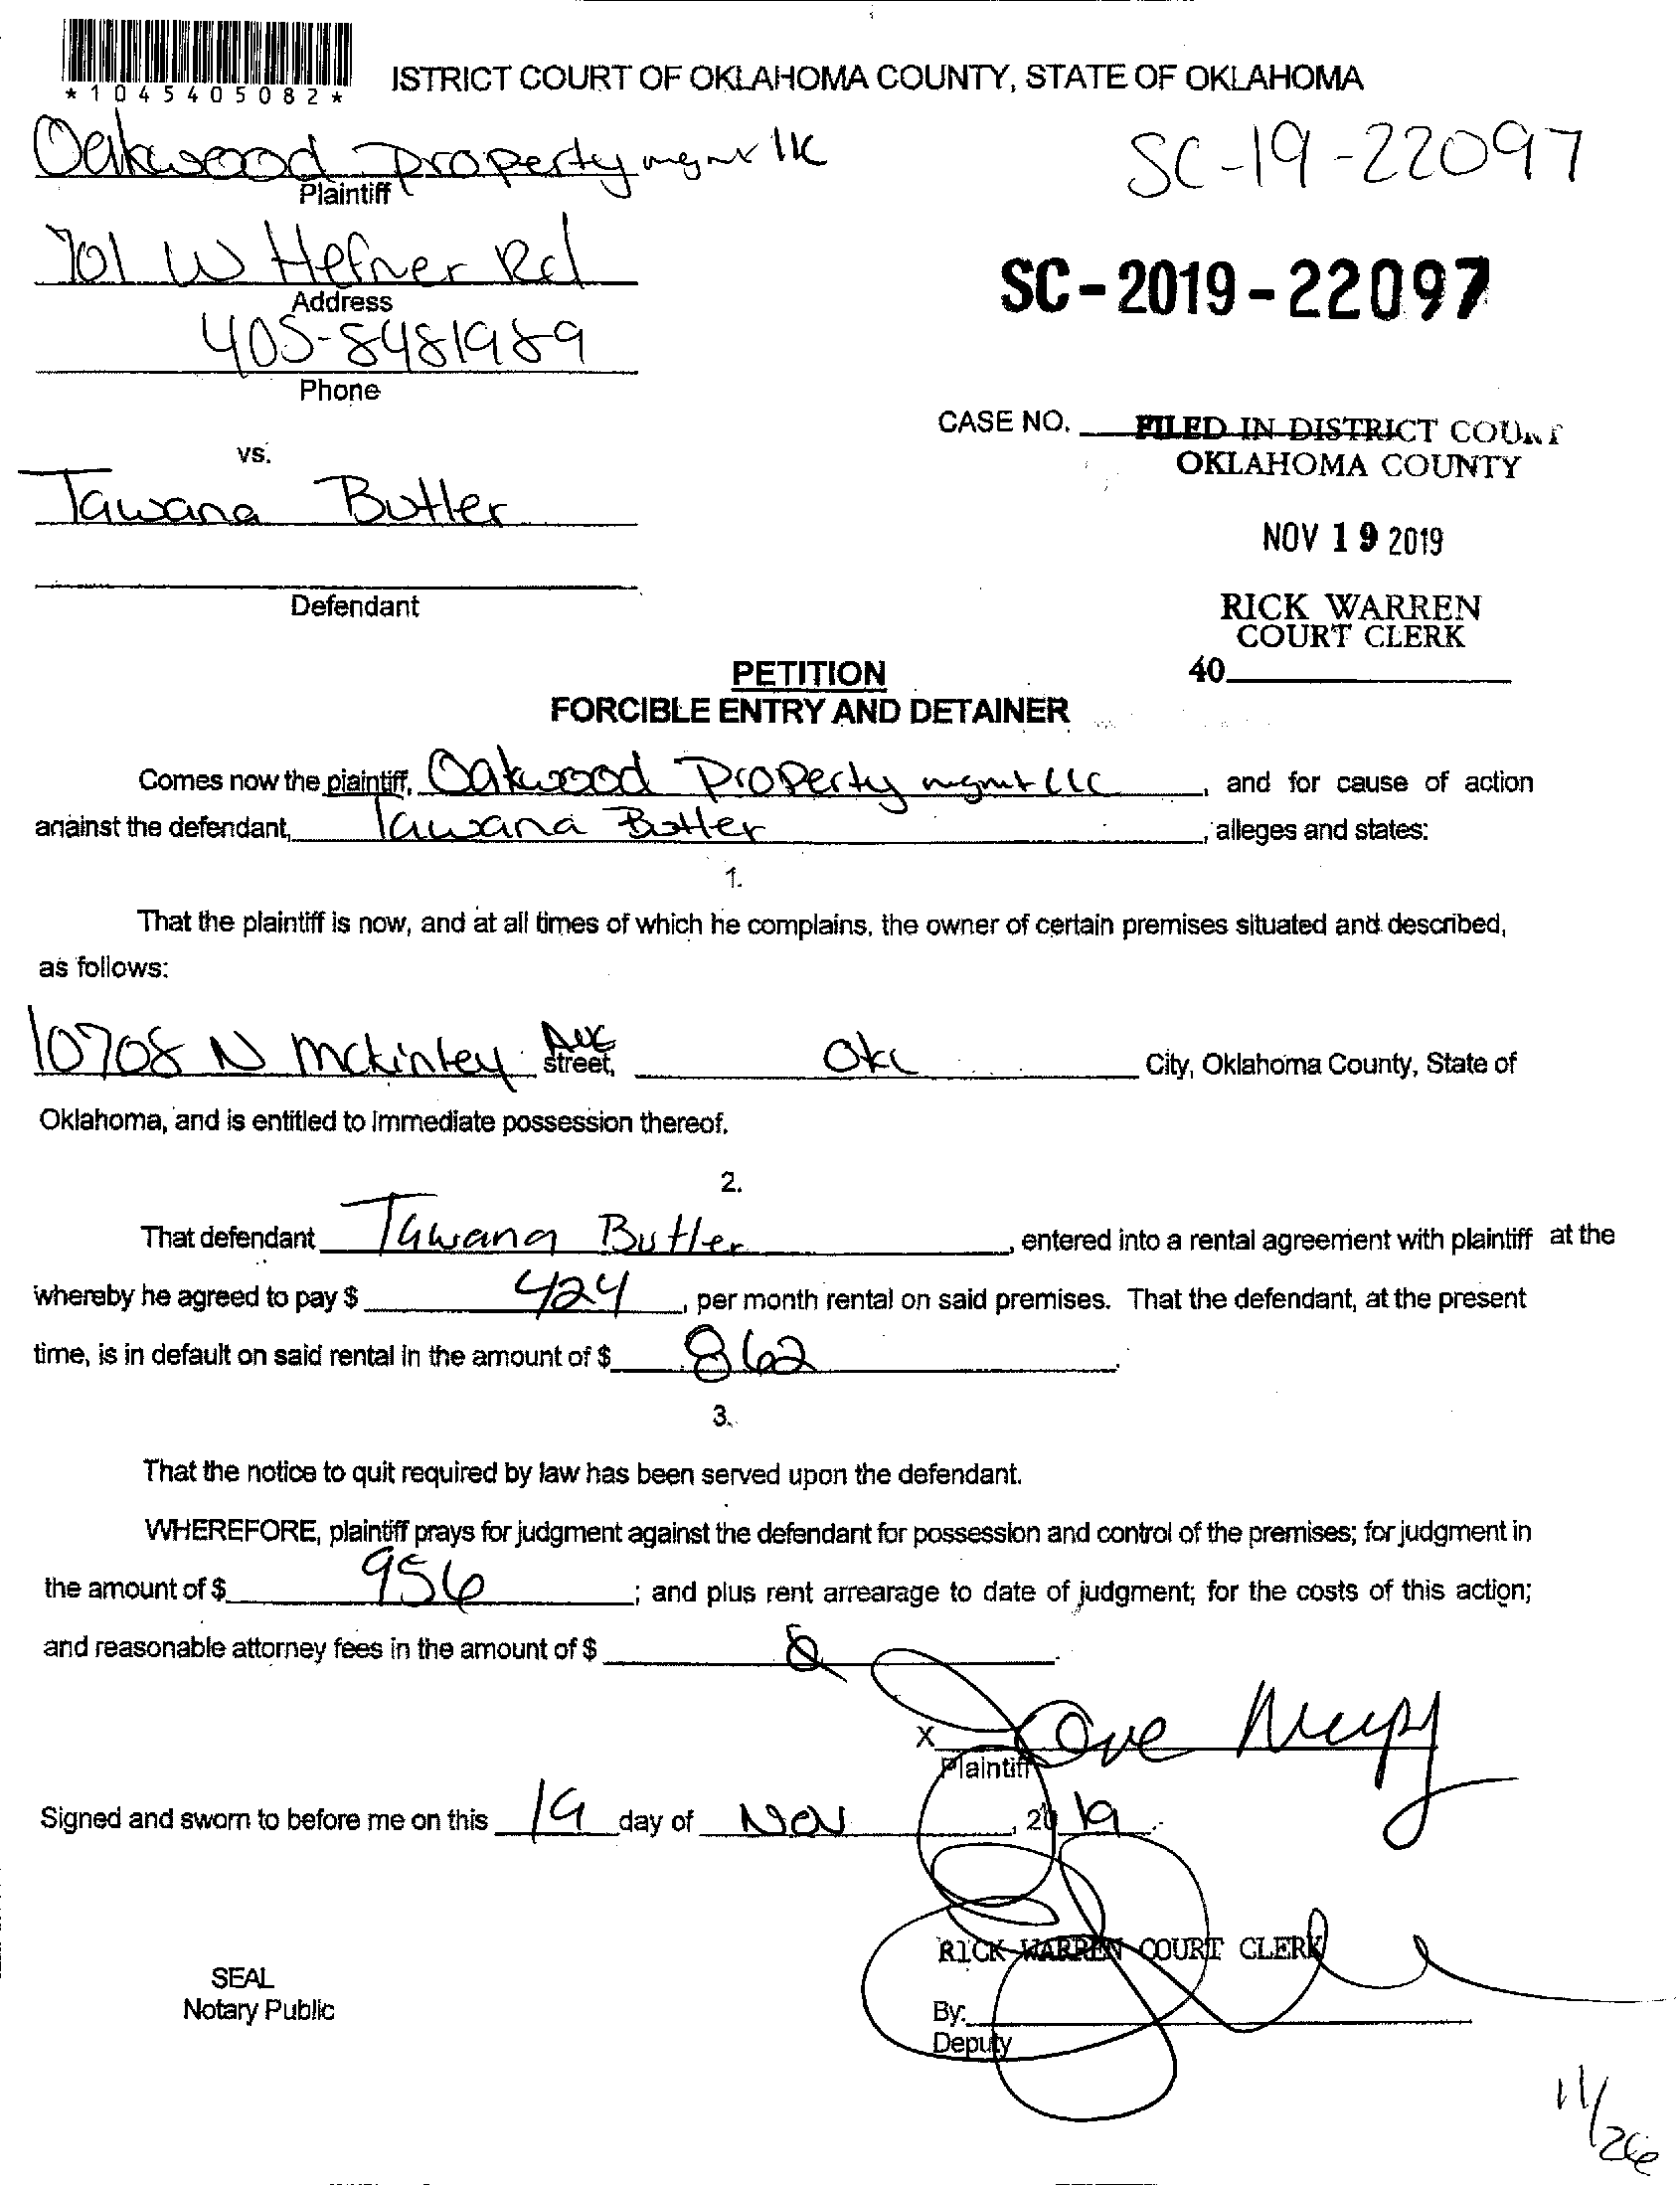 *1045405082*
ISTRICT COURT OF OKLAHOMA COUNTY, STATE OF OKLAHOMA
Oakwood property mgmt llc
Plaintiff
SC-19-22097
701 W Hefner Rd
Address
SC-2019-22097
405-8481989
Phone
CASE NO.
FILED IN DISTRICT COURT
OKLAHOMA COUNTY
vs.
Tawana Butler
NOV 19 2019
Defendant
RICK WARREN
COURT CLERK
40
PETITION
FORCIBLE ENTRY AND DETAINER
Comes now the plaintiff, Oakwood Property mgmt LLC, and for cause of action
against the defendant, Tawana Butler, alleges and states:
1.
That the plaintiff is now, and at all times of which he complains, the owner of certain premises situated and described,
as follows:
10708 N Mckinley Ave street, OKC City, Oklahoma County, State of
Oklahoma, and is entitled to immediate possession thereof.
2.
That defendant Tawana Butler, entered into a rental agreement with plaintiff at the
whereby he agreed to pay $ 424, per month rental on said premises. That the defendant, at the present
time, is in default on said rental in the amount of $ 862.
3.
That the notice to quit required by law has been served upon the defendant.
WHEREFORE, plaintiff prays for judgment against the defendant for possession and control of the premises; for judgment in
the amount of $ 956; and plus rent arrearage to date of judgment; for the costs of this action;
and reasonable attorney fees in the amount of $
X
Plaintiff
Signed and sworn to before me on this 19 day of Nov, 2019.
RICK WARREN COURT CLERK
SEAL
Notary Public
By:
Deputy
11/26